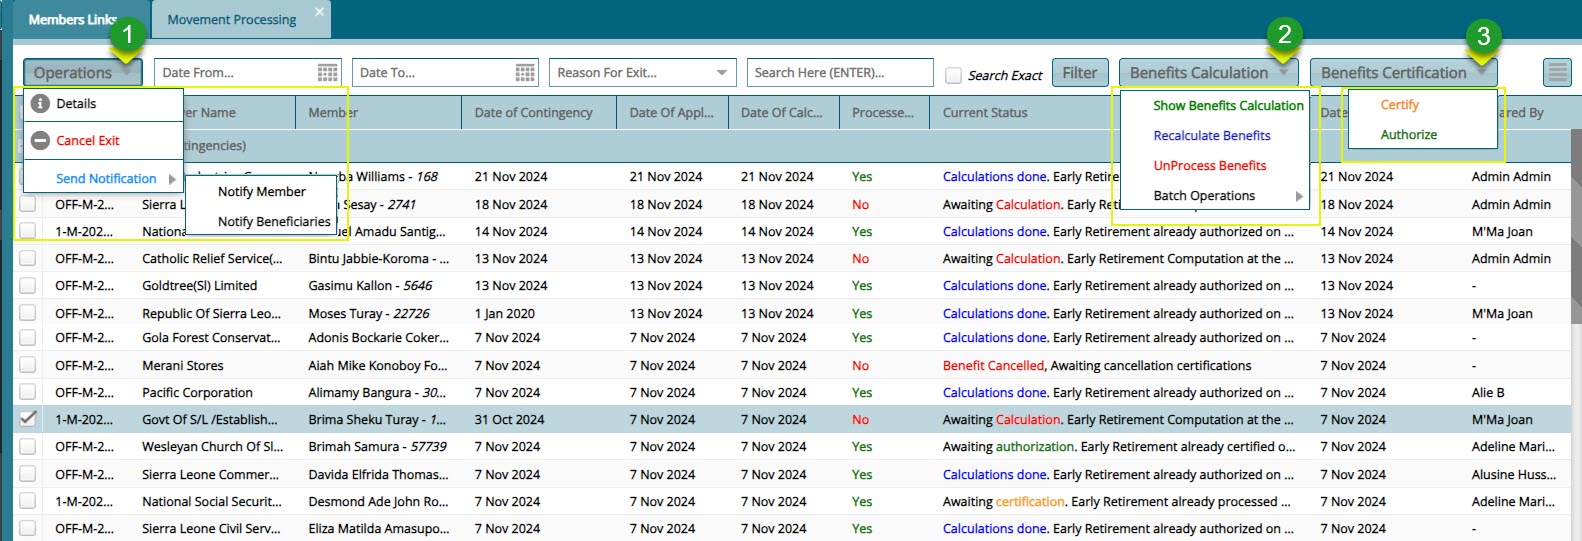 Members Links
Movement Processing
1
2
3
Operations
Date From...
Date To...
Reason For Exit...
Search Here (ENTER)...
Search Exact
Filter
Benefits Calculation
Benefits Certification
Details
Cancel Exit
Send Notification
Notify Member
Notify Beneficiaries
Show Benefits Calculation
Recalculate Benefits
UnProcess Benefits
Batch Operations
Certify
Authorize
er Name Member Date of Contingency Date Of Appl... Date Of Calc... Processe... Current Status Date ared By
tingencies)
a Williams - 168 21 Nov 2024 21 Nov 2024 21 Nov 2024 Yes Calculations done. Early Retire 21 Nov 2024 Admin Admin
OFF-M-2... Sierra L Sesay - 2741 18 Nov 2024 18 Nov 2024 18 Nov 2024 No Awaiting Calculation. Early Reti 18 Nov 2024 Admin Admin
1-M-202... Nationa uel Amadu Santig... 14 Nov 2024 14 Nov 2024 14 Nov 2024 Yes Calculations done. Early Retirement already authorized on ... 14 Nov 2024 M'Ma Joan
OFF-M-2... Catholic Relief Service(... Bintu Jabbie-Koroma - ... 13 Nov 2024 13 Nov 2024 13 Nov 2024 No Awaiting Calculation. Early Retirement Computation at the ... 13 Nov 2024 Admin Admin
OFF-M-2... Goldtree(Sl) Limited Gasimu Kallon - 5646 13 Nov 2024 13 Nov 2024 13 Nov 2024 Yes Calculations done. Early Retirement already authorized on ... 13 Nov 2024 -
OFF-M-2... Republic Of Sierra Leo... Moses Turay - 22726 1 Jan 2020 13 Nov 2024 13 Nov 2024 Yes Calculations done. Early Retirement already authorized on ... 13 Nov 2024 M'Ma Joan
OFF-M-2... Gola Forest Conservat... Adonis Bockarie Coker... 7 Nov 2024 7 Nov 2024 7 Nov 2024 Yes Calculations done. Early Retirement already authorized on ... 7 Nov 2024 -
OFF-M-2... Merani Stores Aiah Mike Konoboy Fo... 7 Nov 2024 7 Nov 2024 7 Nov 2024 No Benefit Cancelled, Awaiting cancellation certifications 7 Nov 2024 -
OFF-M-2... Pacific Corporation Alimamy Bangura - 30... 7 Nov 2024 7 Nov 2024 7 Nov 2024 Yes Calculations done. Early Retirement already authorized on ... 7 Nov 2024 Alie B
1-M-202... Govt Of S/L /Establish... Brima Sheku Turay - 1... 31 Oct 2024 7 Nov 2024 7 Nov 2024 No Awaiting Calculation. Early Retirement Computation at the ... 7 Nov 2024 M'Ma Joan
OFF-M-2... Wesleyan Church Of Sl... Brimah Samura - 57739 7 Nov 2024 7 Nov 2024 7 Nov 2024 Yes Awaiting authorization. Early Retirement already certified o... 7 Nov 2024 Adeline Mari...
OFF-M-2... Sierra Leone Commer... Davida Elfrida Thomas... 7 Nov 2024 7 Nov 2024 7 Nov 2024 Yes Calculations done. Early Retirement already authorized on ... 7 Nov 2024 Alusine Huss...
1-M-202... National Social Securit... Desmond Ade John Ro... 7 Nov 2024 7 Nov 2024 7 Nov 2024 Yes Awaiting certification. Early Retirement already processed ... 7 Nov 2024 Adeline Mari...
OFF-M-2... Sierra Leone Civil Serv... Eliza Matilda Amasupo... 7 Nov 2024 7 Nov 2024 7 Nov 2024 Yes Calculations done. Early Retirement already authorized on ... 7 Nov 2024 -